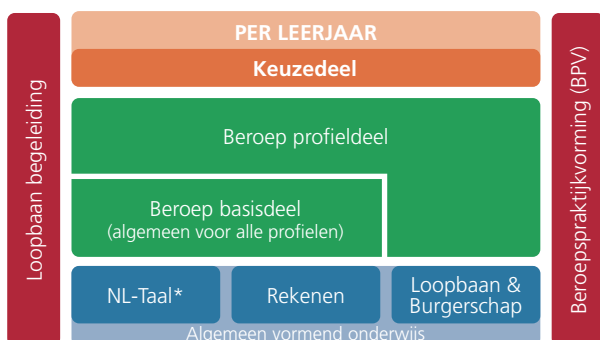 Loopbaan begeleiding
PER LEERJAAR
Keuzedeel
Beroep profieldeel
Beroep basisdeel
(algemeen voor alle profielen)
NL-Taal*
Rekenen
Loopbaan &
Burgerschap
Algemeen vormend onderwijs
Beroepspraktijkvorming (BPV)